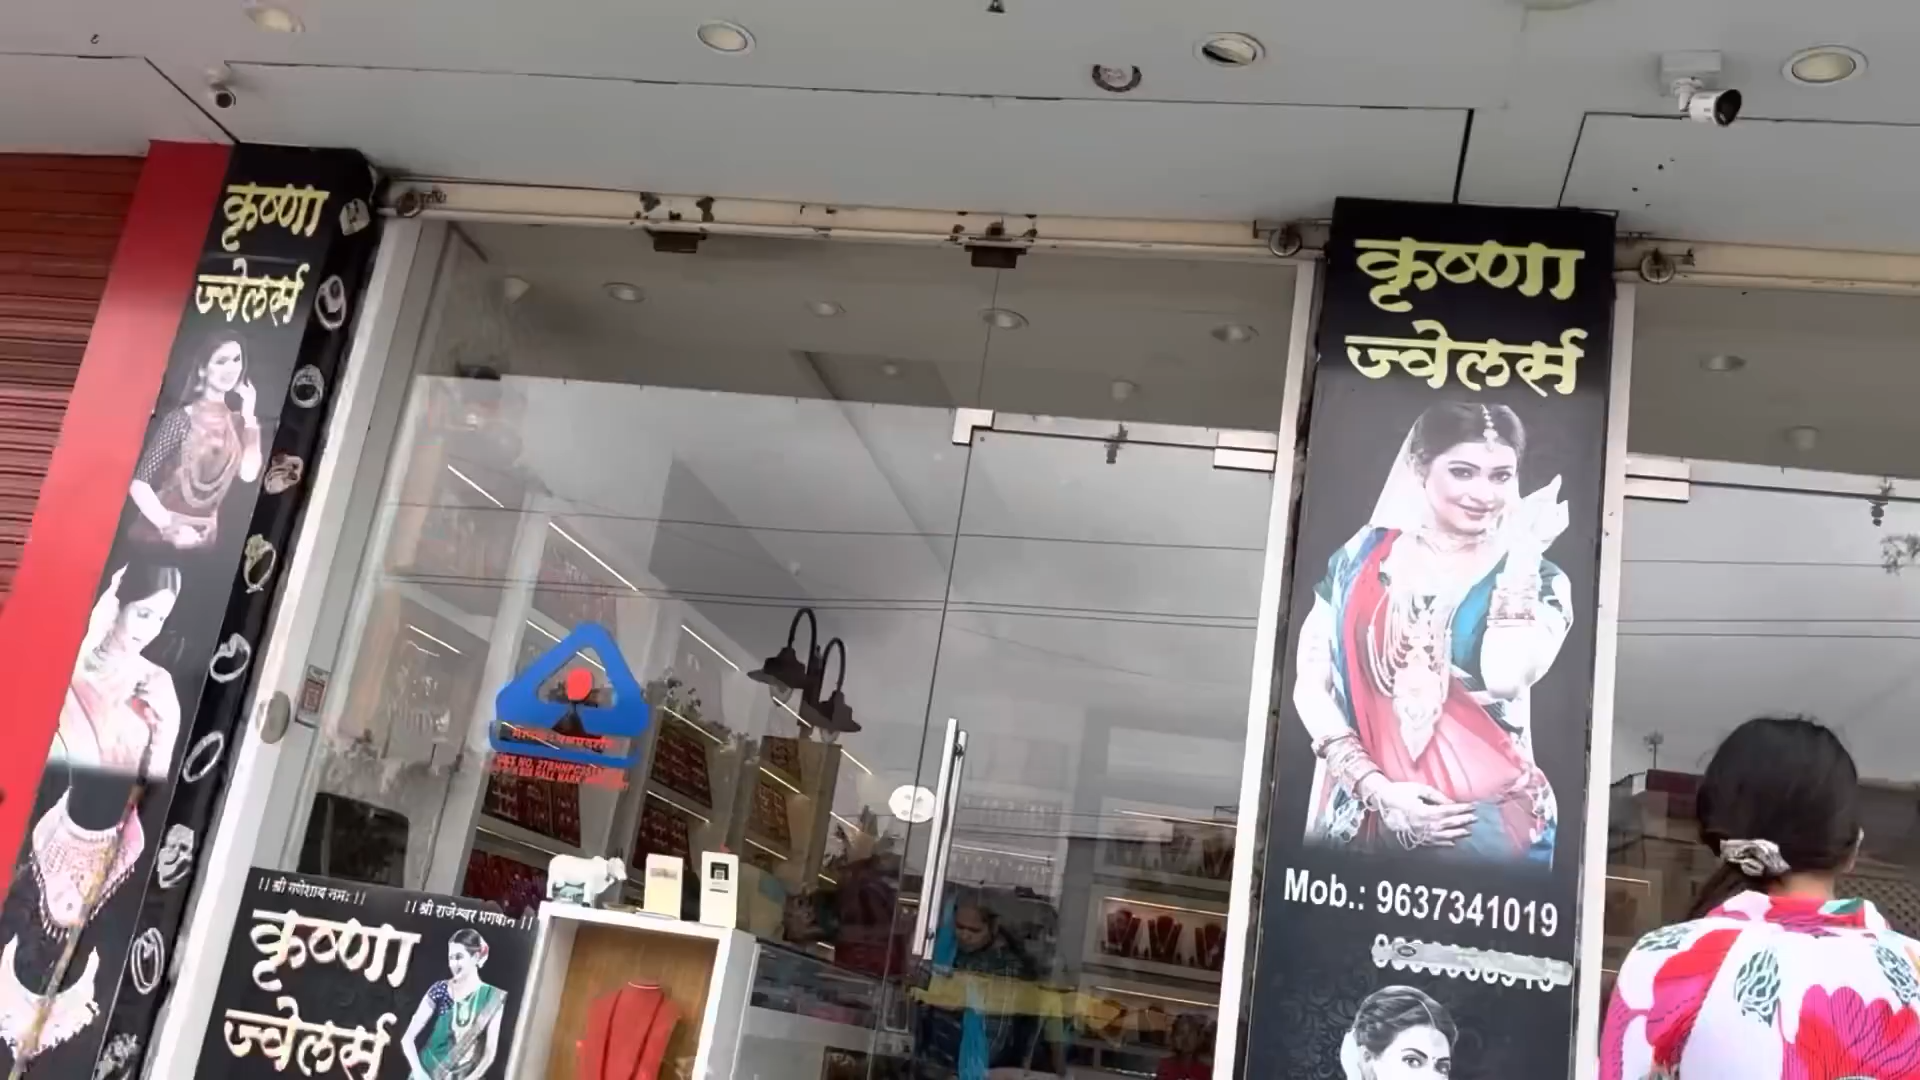 कृष्णा
ज्वेलर्स
कृष्णा
ज्वेलर्स
Mob.: 9637341019
।। श्री गणेशाय नमः ।।
।। श्री राजेश्वर भगवान ।।
कृष्णा
ज्वेलर्स